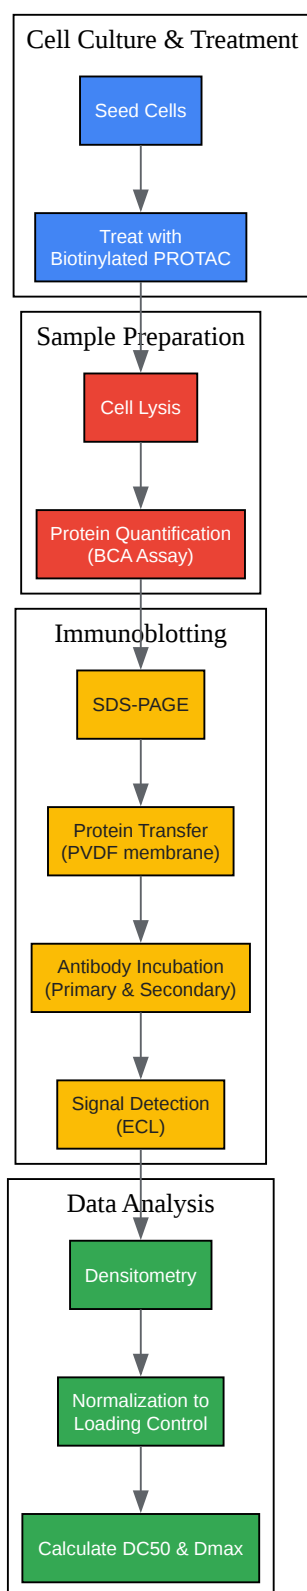 Cell Culture & Treatment
Seed Cells
Treat with
Biotinylated PROTAC
Sample Preparation
Cell Lysis
Protein Quantification
(BCA Assay)
Immunoblotting
SDS-PAGE
Protein Transfer
(PVDF membrane)
Antibody Incubation
(Primary & Secondary)
Signal Detection
(ECL)
Data Analysis
Densitometry
Normalization to
Loading Control
Calculate DC50 & Dmax